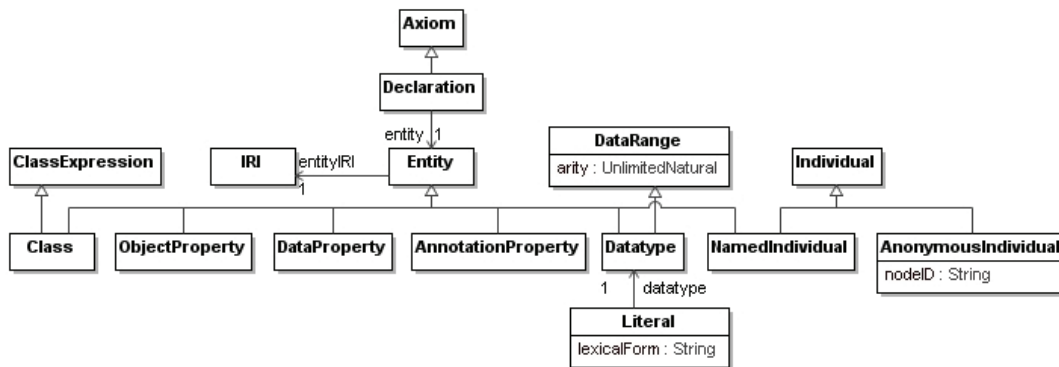 Axiom
Declaration
entity 1
ClassExpression
IRI
entityIRI
1
Entity
DataRange
arity : UnlimitedNatural
Individual
Class
ObjectProperty
DataProperty
AnnotationProperty
Datatype
NamedIndividual
AnonymousIndividual
nodeID : String
1 datatype
Literal
lexicalForm : String